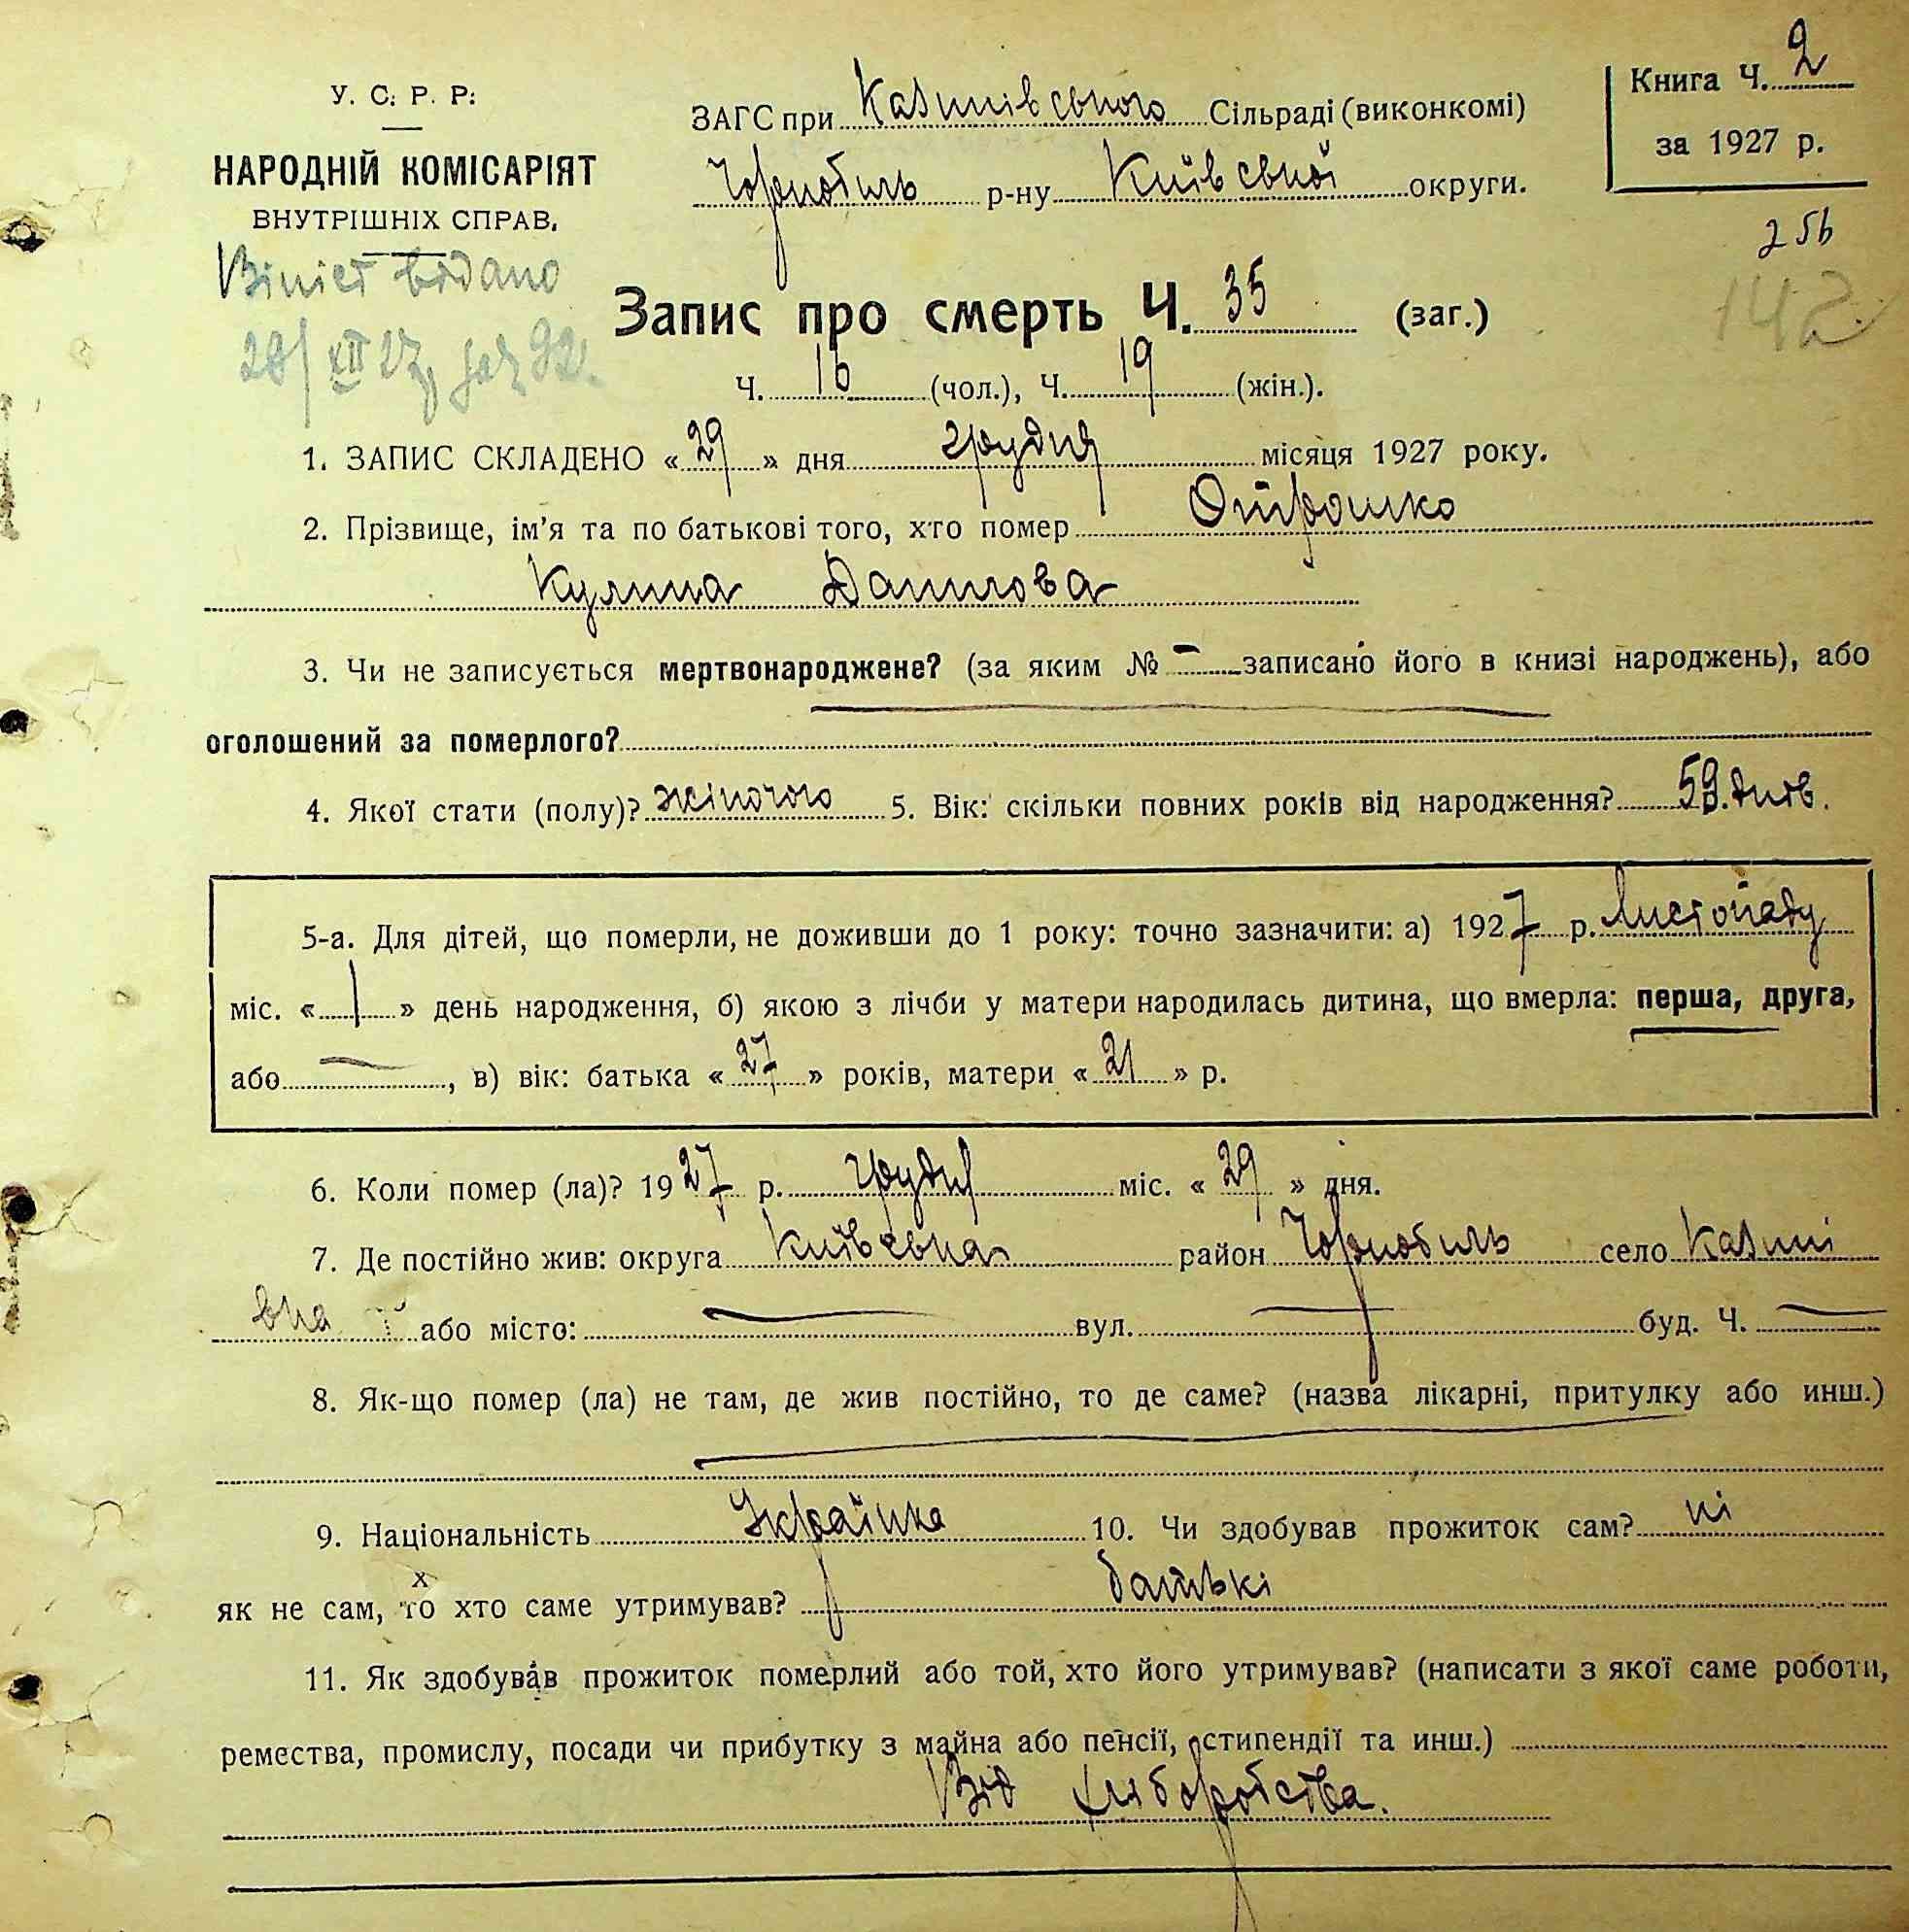 У. С. Р. Р.
НАРОДНІЙ КОМІСАРІЯТ
ВНУТРІШНІХ СПРАВ.
Книга Ч. 2
за 1927 р.
ЗАГС при Казимівського Сільраді (виконкомі)
Чорнобиль р-ну Київської округи.
256
142
видано
Запис про смерть Ч. 35 (заг.)
Ч. 16 (чол.), Ч. 19 (жін.).
1. ЗАПИС СКЛАДЕНО «29» дня грудня місяця 1927 року.
2. Прізвище, ім'я та по батькові того, хто помер Отрошко
Кулина Данилова
3. Чи не записується мертвонароджене? (за яким № — записано його в книзі народжень), або
оголошений за померлого?
4. Якої стати (полу)? жіночого 5. Вік: скільки повних років від народження? 59. днів.
5-а. Для дітей, що померли, не доживши до 1 року: точно зазначити: а) 1927 р. Листопаду
міс. «1» день народження, б) якою з лічби у матери народилась дитина, що вмерла: перша, друга,
або —, в) вік: батька «27» років, матери «21» р.
6. Коли помер (ла)? 1927 р. грудня міс. «29» дня.
7. Де постійно жив: округа Київська район Чорнобиль село Казимі
вка або місто: — вул. — буд. Ч. —
8. Як-що помер (ла) не там, де жив постійно, то де саме? (назва лікарні, притулку або инш.)
9. Національність Українка 10. Чи здобував прожиток сам? ні
як не сам, то хто саме утримував? батькі
11. Як здобував прожиток померлий або той, хто його утримував? (написати з якої саме роботи,
ремества, промислу, посади чи прибутку з майна або пенсії, стипендії та инш.)
Від хліборобства.